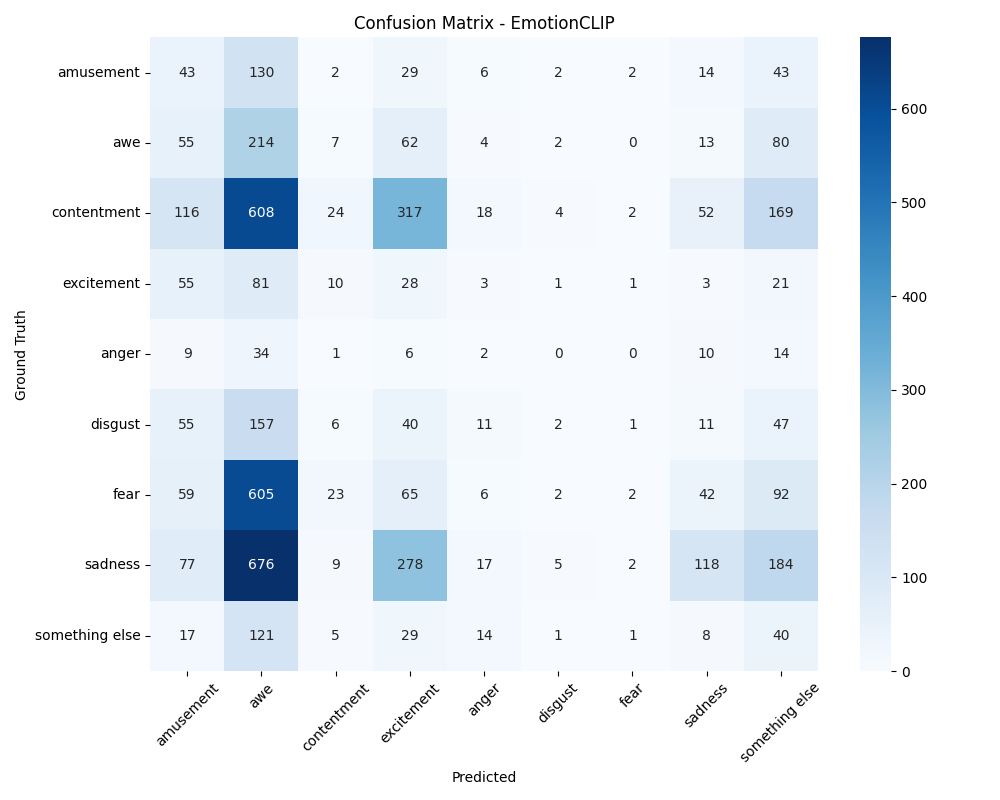 Confusion Matrix - EmotionCLIP
Ground Truth
amusement 43 130 2 29 6 2 2 14 43
awe 55 214 7 62 4 2 0 13 80
contentment 116 608 24 317 18 4 2 52 169
excitement 55 81 10 28 3 1 1 3 21
anger 9 34 1 6 2 0 0 10 14
disgust 55 157 6 40 11 2 1 11 47
fear 59 605 23 65 6 2 2 42 92
sadness 77 676 9 278 17 5 2 118 184
something else 17 121 5 29 14 1 1 8 40
amusement awe contentment excitement anger disgust fear sadness something else
Predicted
600
500
400
300
200
100
0